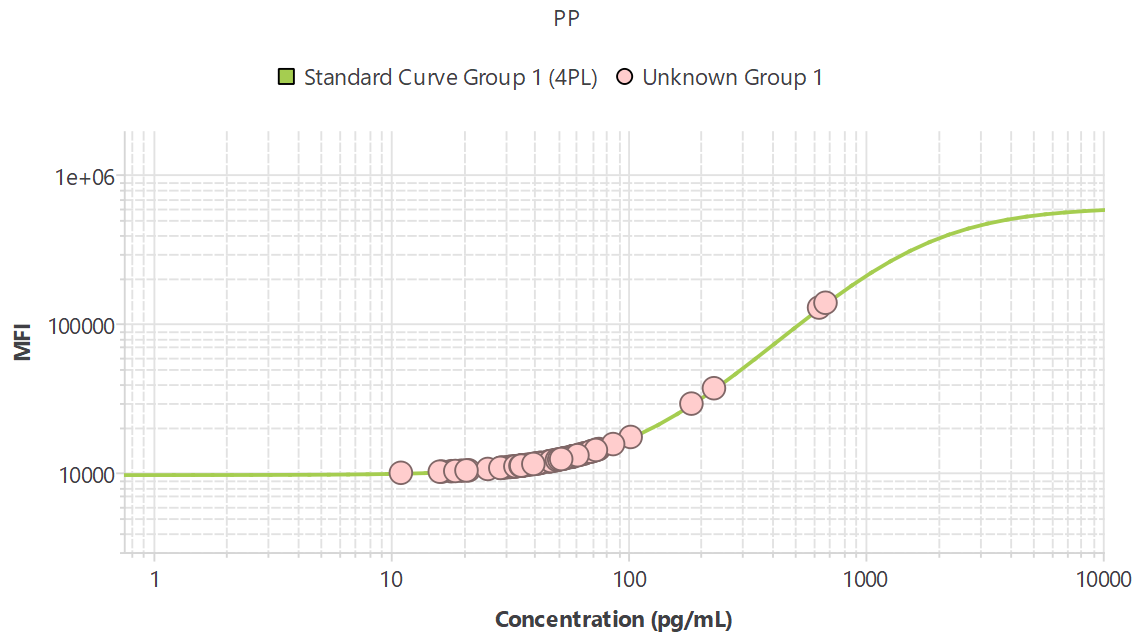 PP
Standard Curve Group 1 (4PL) Unknown Group 1
1e+06
100000
10000
MFI
1 10 100 1000 10000
Concentration (pg/mL)